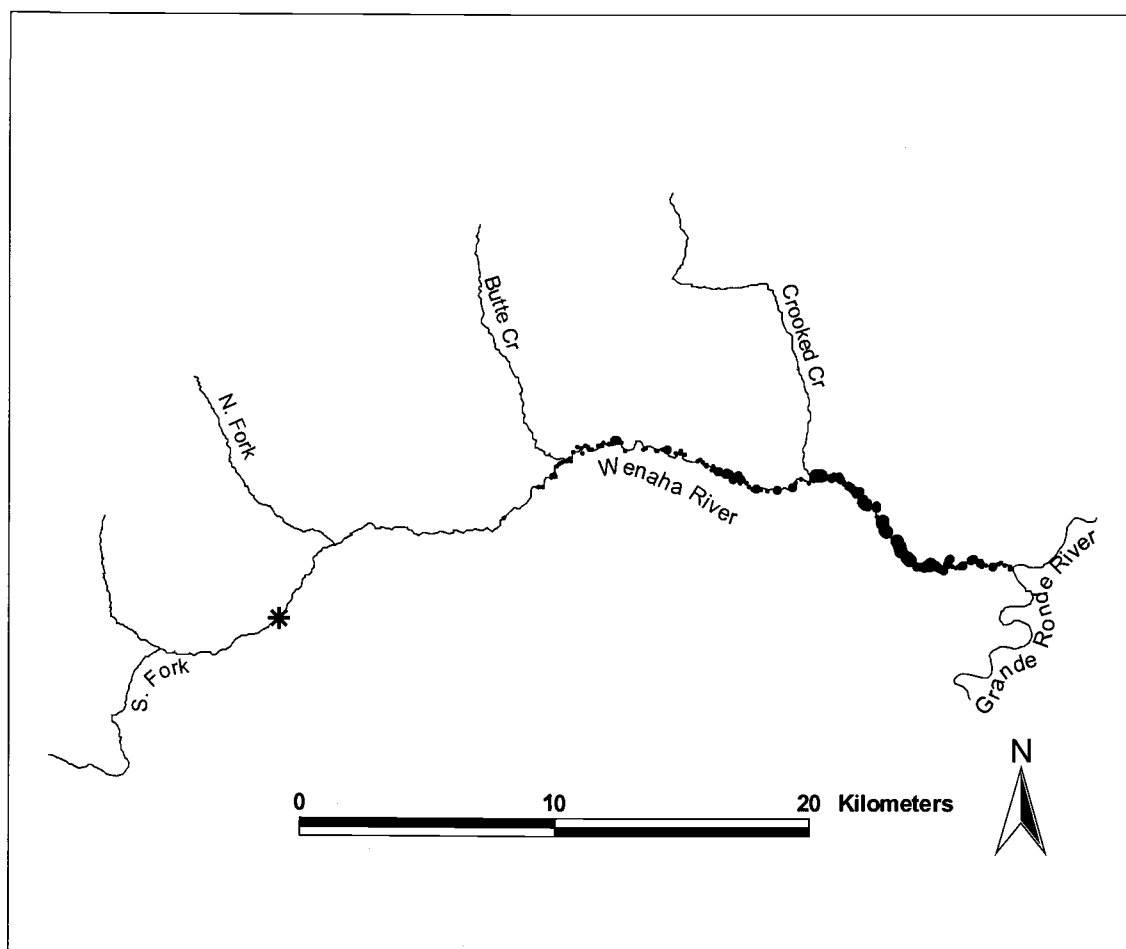 Butte Cr
Crooked Cr
N. Fork
Wenaha River
S. Fork
Grande Ronde River
N
0 10 20 Kilometers